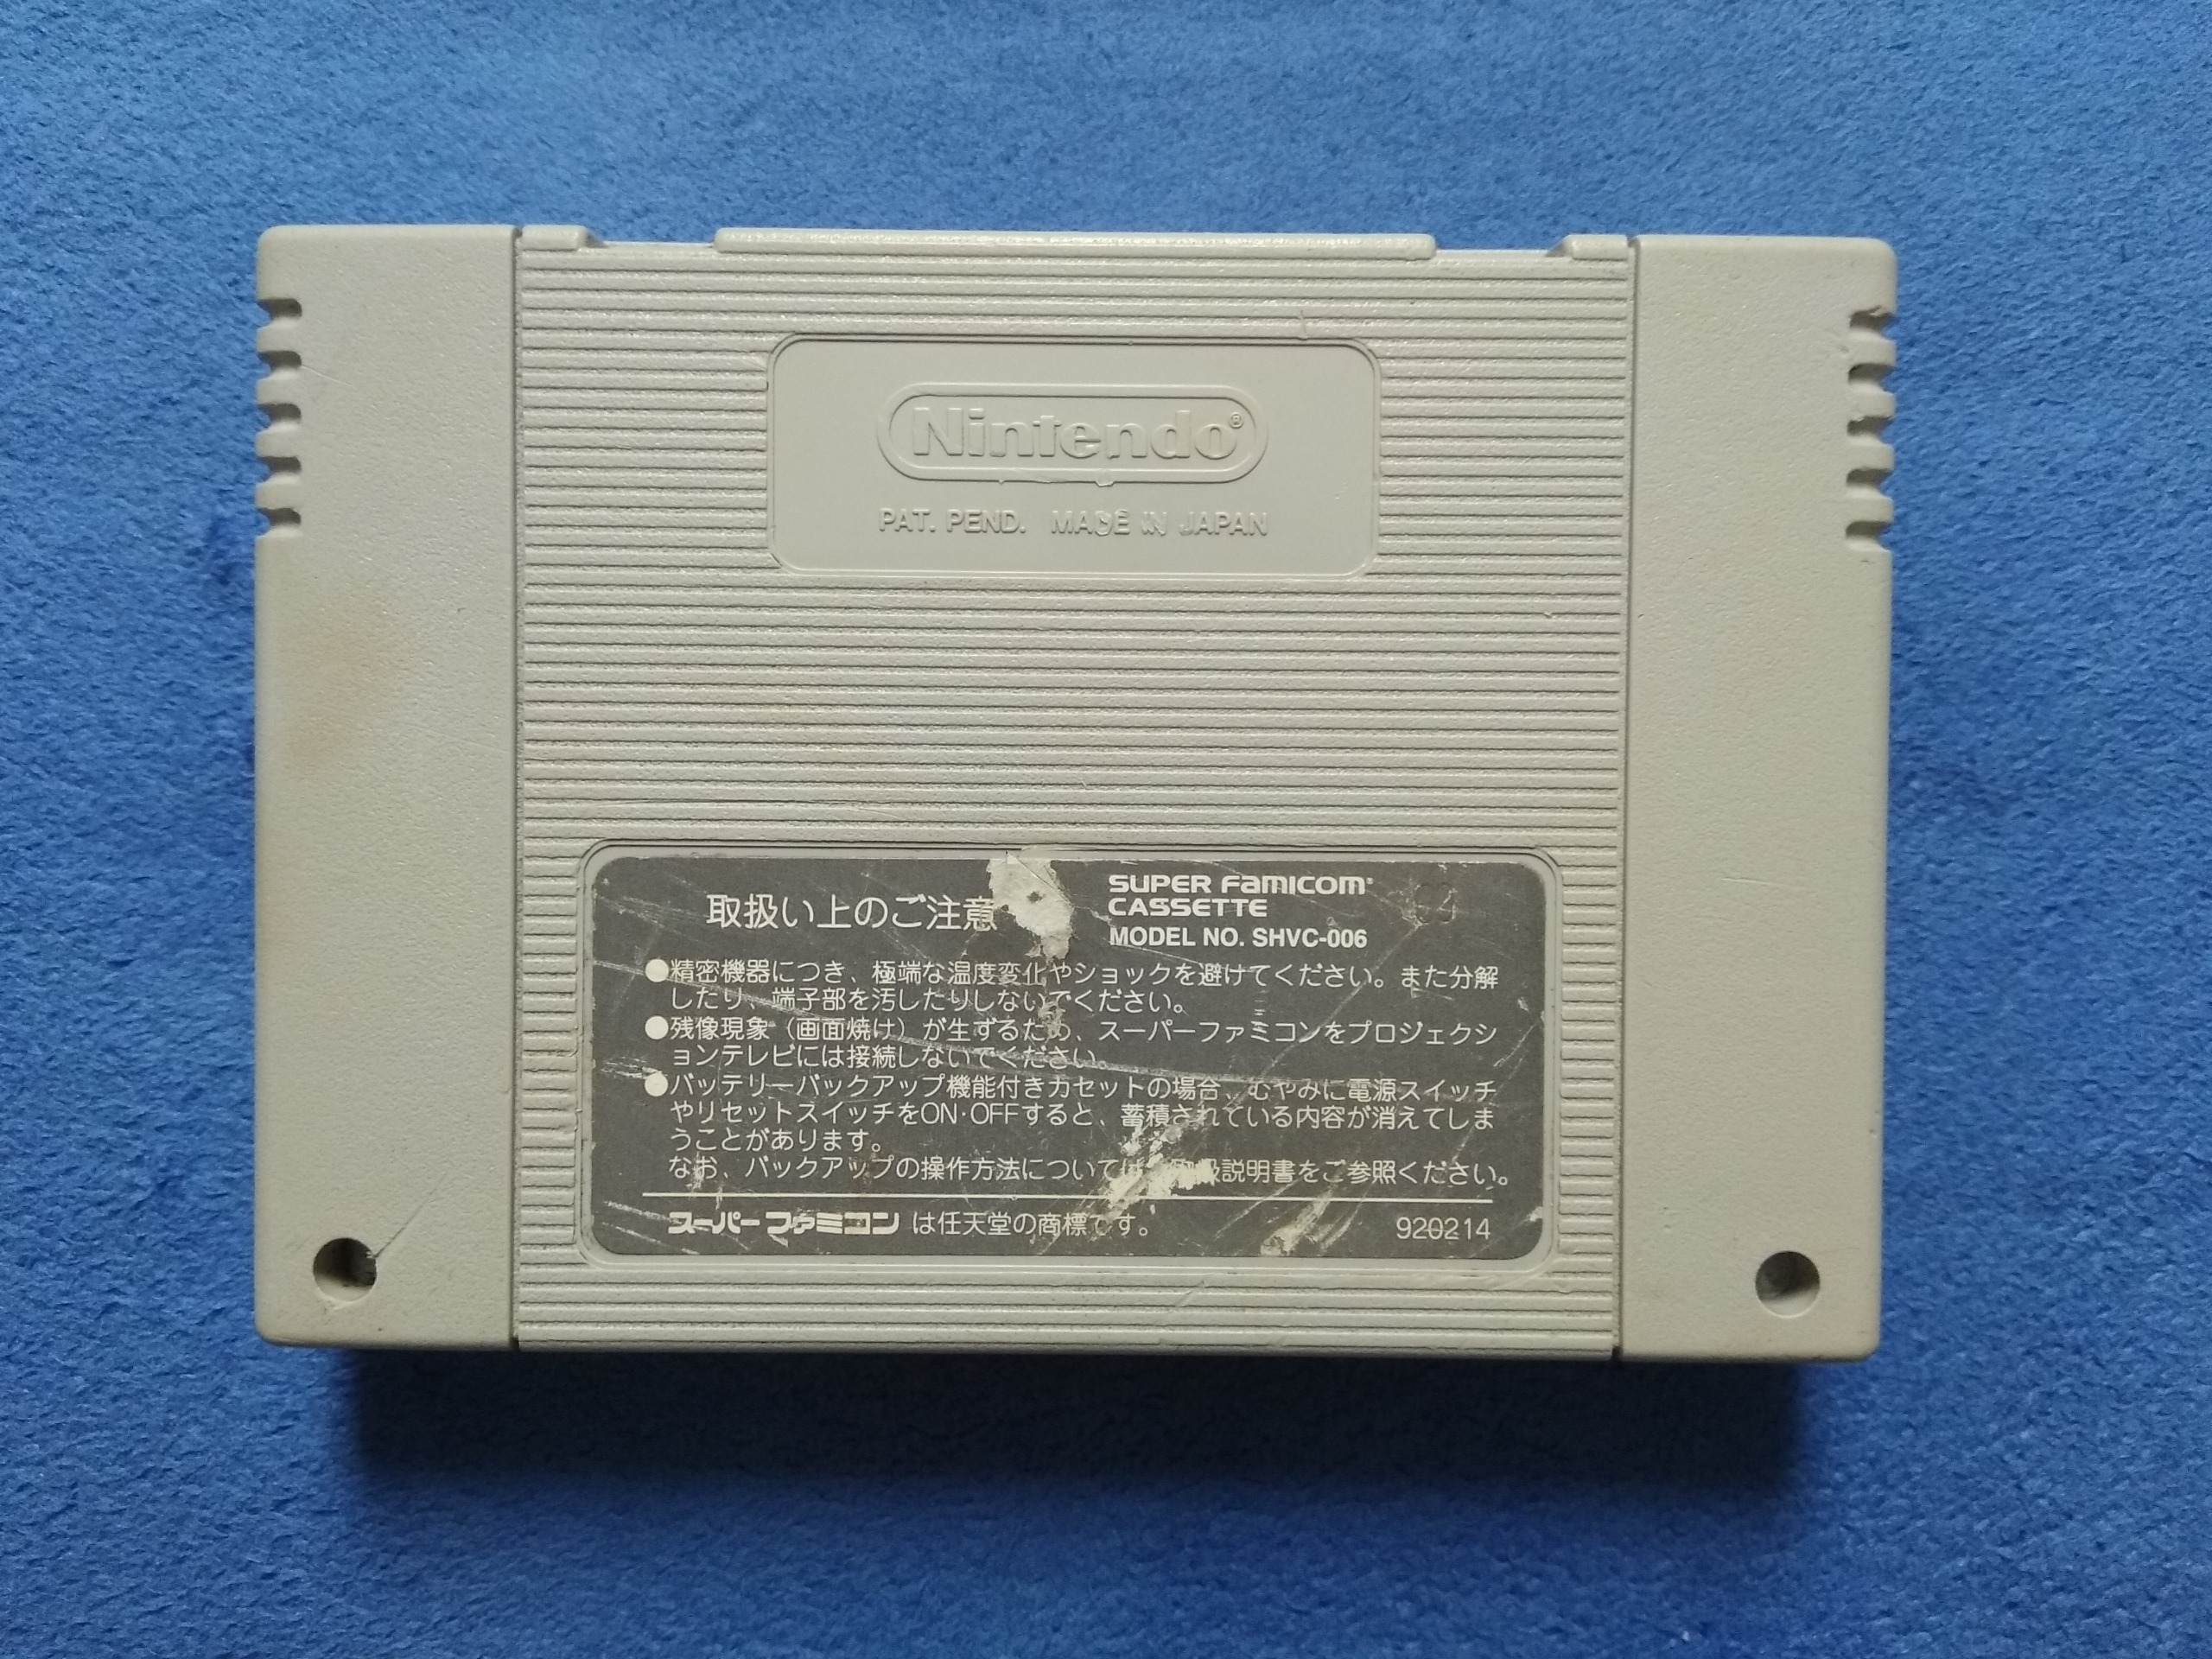 Nintendo®
PAT. PEND. MADE IN JAPAN
取扱い上のご注意
SUPER FAMICOM
CASSETTE
MODEL NO. SHVC-006
●精密機器につき、極端な温度変化やショックを避けてください。また分解
したり、端子部を汚したりしないでください。
●残像現象（画面焼け）が生ずるため、スーパーファミコンをプロジェクシ
ョンテレビには接続しないでください。
●バッテリーバックアップ機能付きカセットの場合、むやみに電源スイッチ
やリセットスイッチをON·OFFすると、蓄積されている内容が消えてしま
うことがあります。
なお、バックアップの操作方法については 取扱説明書をご参照ください。
スーパーファミコン は任天堂の商標です。
920214